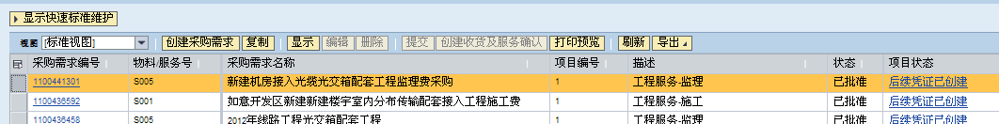 显示快速标准维护
视图 [标准视图] 创建采购需求 复制 显示 编辑 删除 提交 创建收货及服务确认 打印预览 刷新 导出
采购需求编号 物料/服务号 采购需求名称 项目编号 描述 状态 项目状态
1100441301 S005 新建机房接入光缆光交箱配套工程监理费采购 1 工程服务-监理 已批准 后续凭证已创建
1100436592 S001 如意开发区新建新建楼宇室内分布传输配套接入工程施工费 1 工程服务-施工 已批准 后续凭证已创建
1100436458 S005 2012年线路工程光交箱配套工程 1 工程服务-监理 已批准 后续凭证已创建